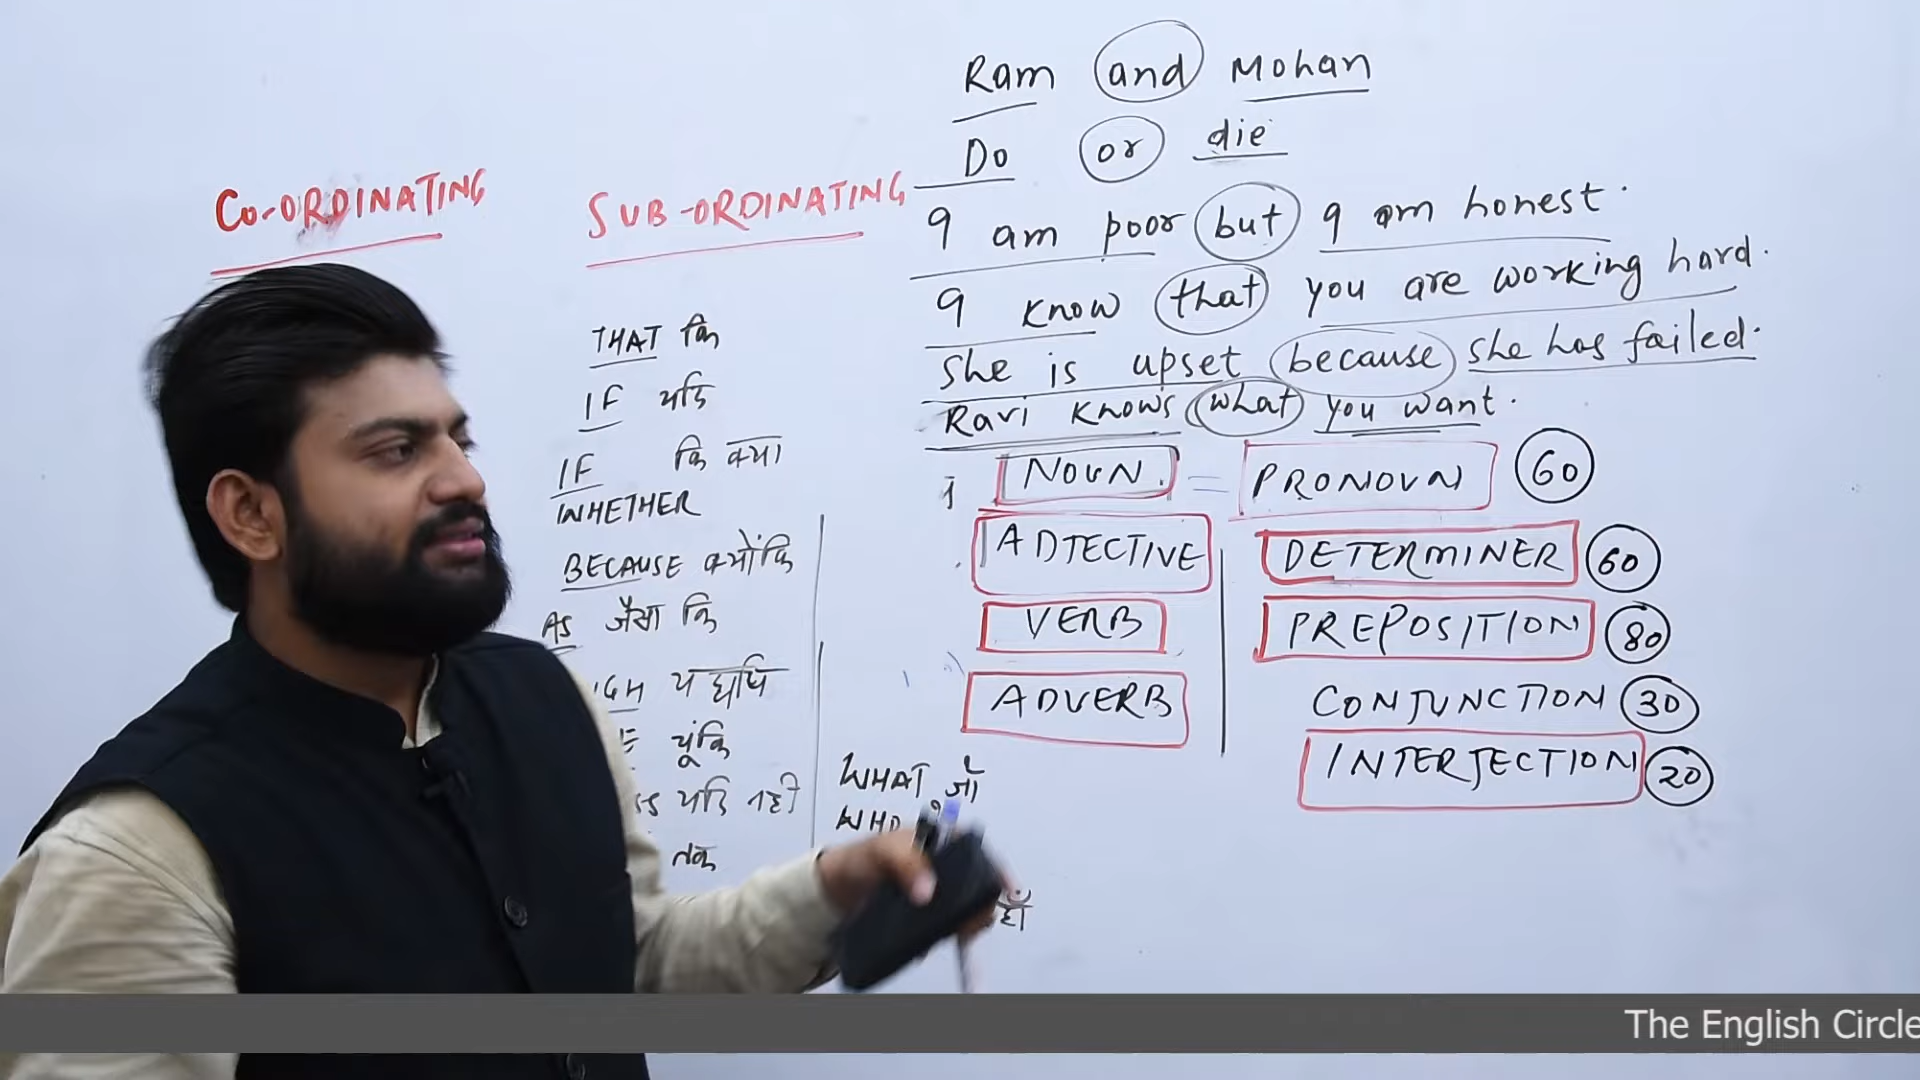 Ram and Mohan
Do or die
I am poor but I am honest.
I know that you are working hard.
She is upset because she has failed.
Ravi knows what you want.
CO-ORDINATING
SUB-ORDINATING
THAT कि
IF यदि
IF कि क्या
WHETHER
BECAUSE क्योंकि
AS जैसा कि
यद्यपि
चूंकि
यदि नहीं
तक
WHAT जो
WHO
NOUN = PRONOUN 60
ADJECTIVE DETERMINER 60
VERB PREPOSITION 80
ADVERB CONJUNCTION 30
INTERJECTION 20
The English Circle